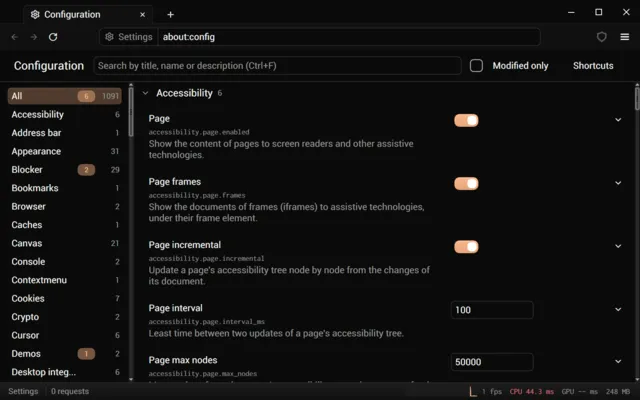 Configuration
Settings about:config
Configuration
Search by title, name or description (Ctrl+F)
Modified only
Shortcuts
All 6 1091
Accessibility 6
Address bar 1
Appearance 31
Blocker 2 29
Bookmarks 1
Browser 2
Caches 1
Canvas 21
Console 2
Contextmenu 1
Cookies 7
Crypto 2
Cursor 6
Demos 1 2
Desktop integ... 6
Accessibility 6
Page
accessibility.page.enabled
Show the content of pages to screen readers and other assistive
technologies.
Page frames
accessibility.page.frames
Show the documents of frames (iframes) to assistive technologies,
under their frame element.
Page incremental
accessibility.page.incremental
Update a page's accessibility tree node by node from the changes of
its document.
Page interval
accessibility.page.interval_ms
Least time between two updates of a page's accessibility tree.
100
Page max nodes
accessibility.page.max_nodes
50000
Settings 0 requests
1 fps CPU 44.3 ms GPU -- ms 248 MB